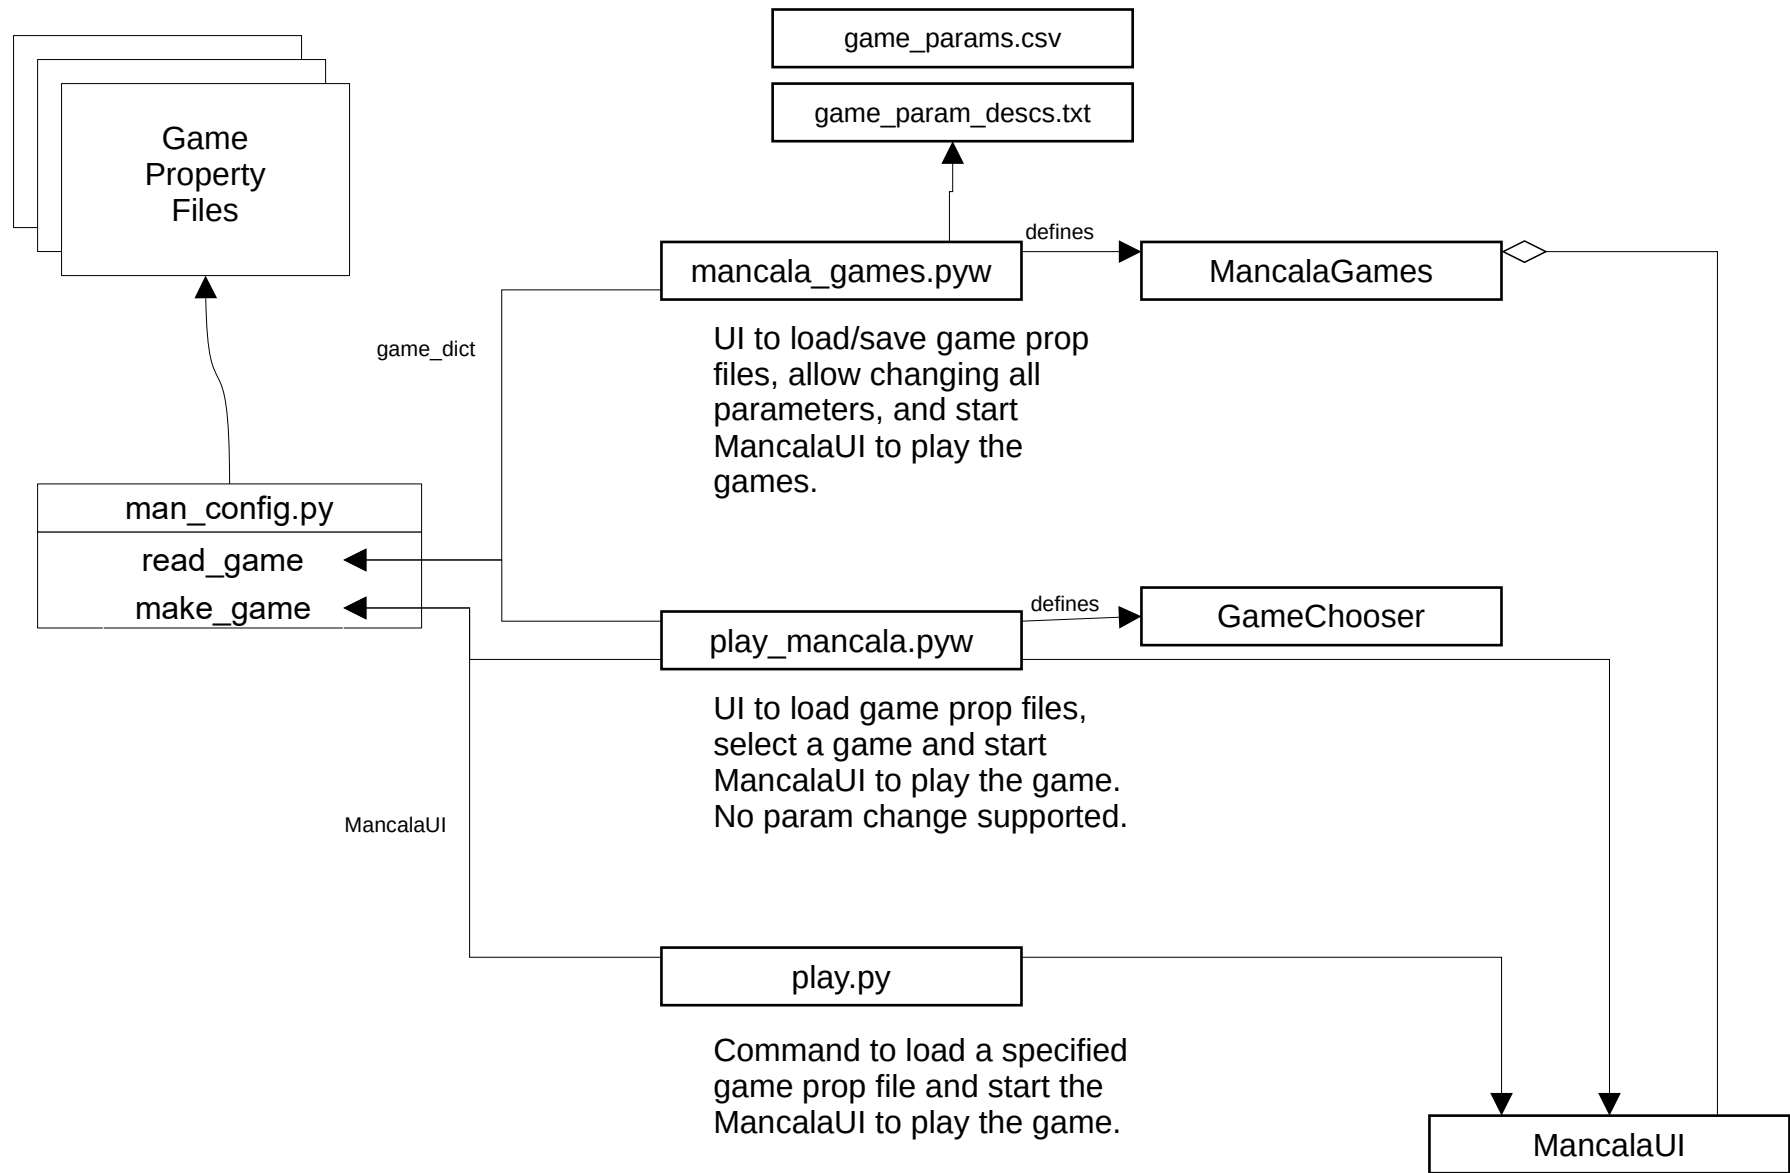 game_params.csv
game_param_descs.txt
Game
Property
Files
defines
mancala_games.pyw
MancalaGames
UI to load/save game prop
files, allow changing all
parameters, and start
MancalaUI to play the
games.
game_dict
man_config.py
read_game
make_game
defines
play_mancala.pyw
GameChooser
UI to load game prop files,
select a game and start
MancalaUI to play the game.
No param change supported.
MancalaUI
play.py
Command to load a specified
game prop file and start the
MancalaUI to play the game.
MancalaUI